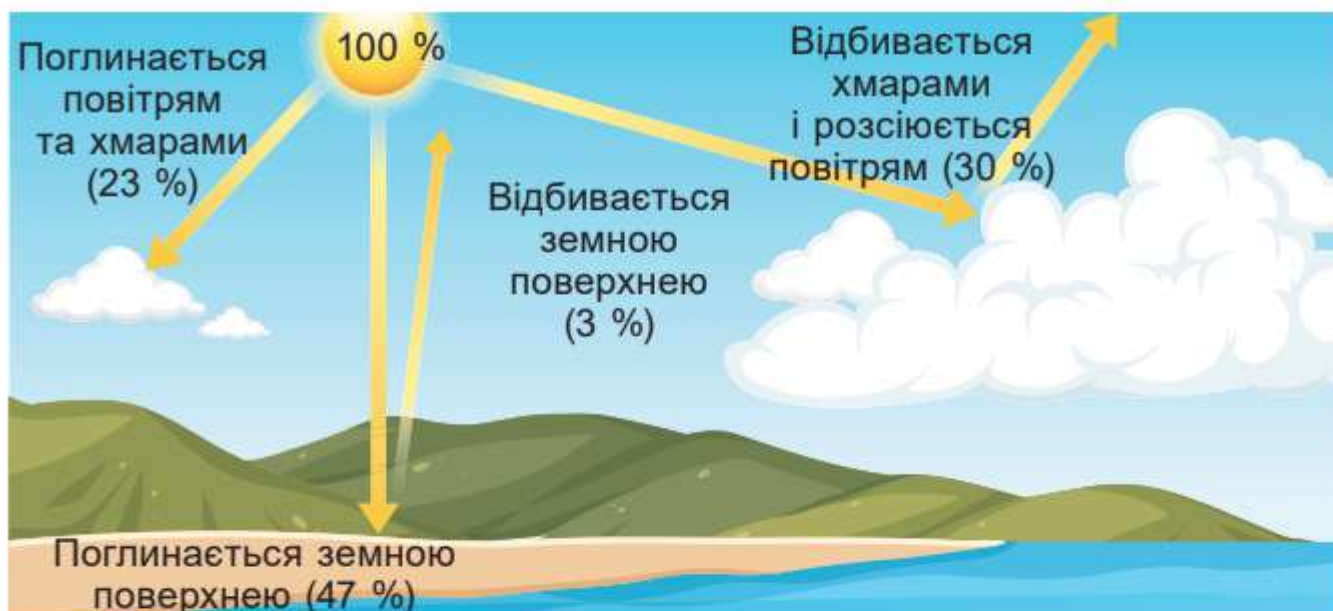 Поглинається
повітрям
та хмарами
(23 %)
100 %
Відбивається
хмарами
і розсіюється
повітрям (30 %)
Відбивається
земною
поверхнею
(3 %)
Поглинається земною
поверхнею (47 %)